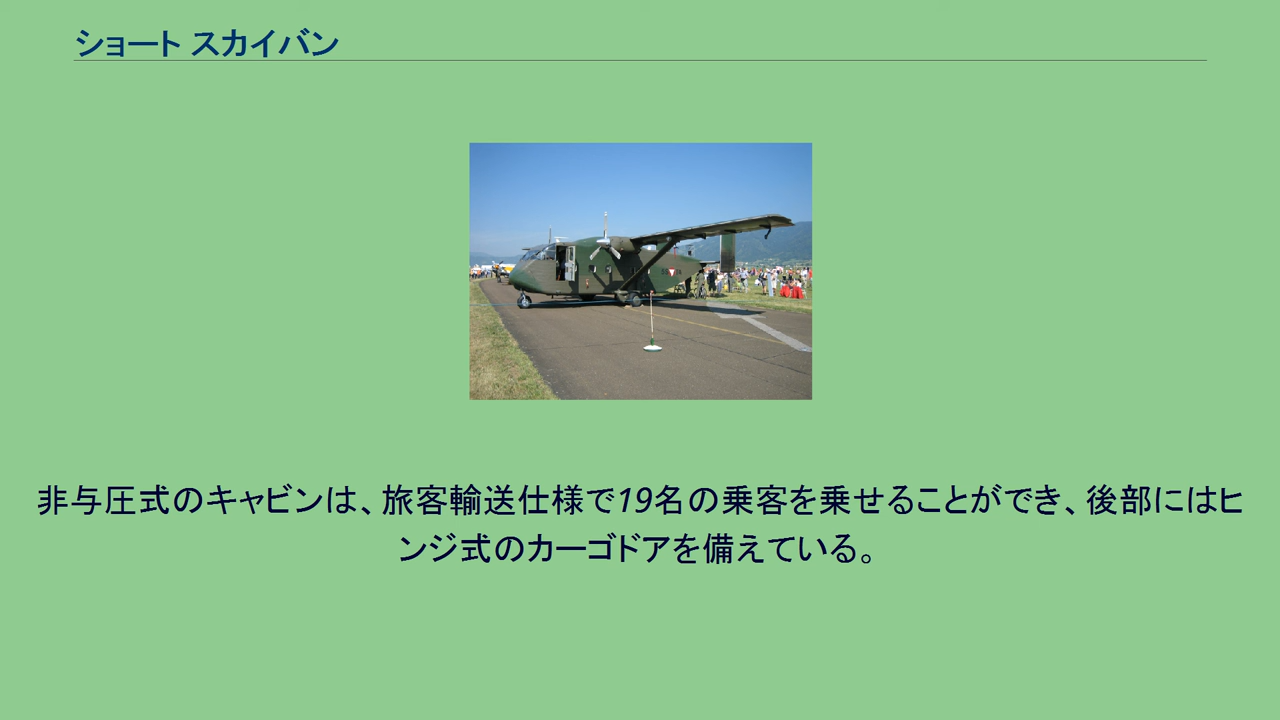 ショート スカイバン
非与圧式のキャビンは、旅客輸送仕様で19名の乗客を乗せることができ、後部にはヒ
ンジ式のカーゴドアを備えている。